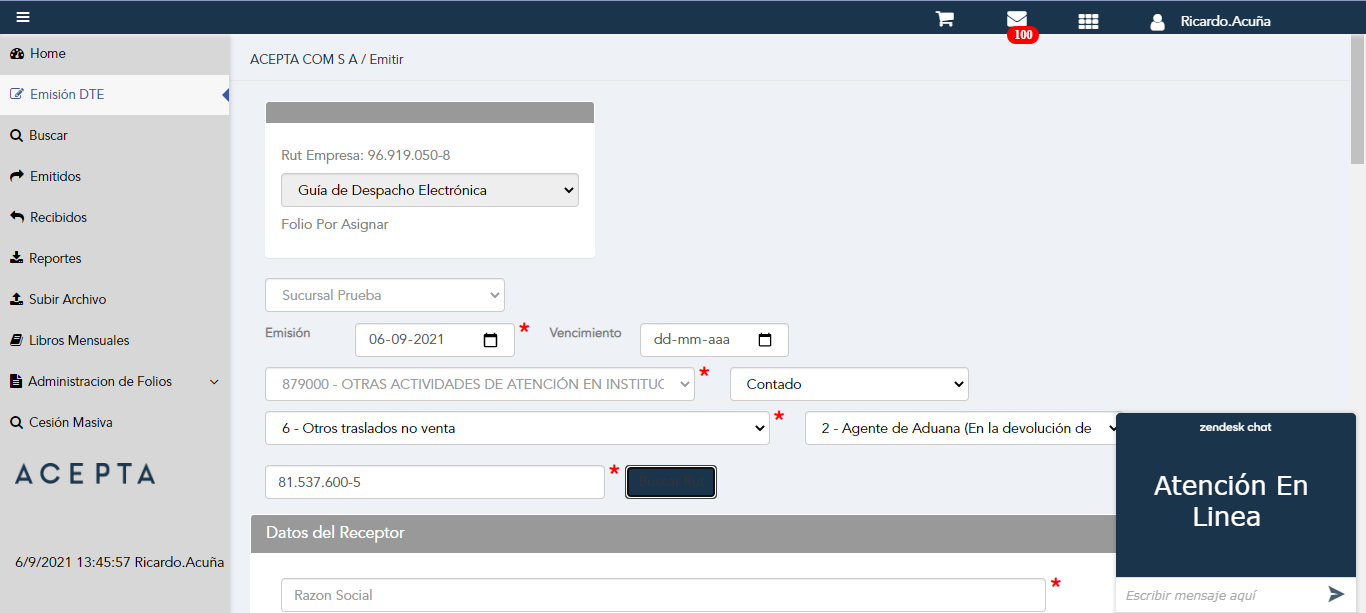 100
Ricardo.Acuña
Home
Emisión DTE
Buscar
Emitidos
Recibidos
Reportes
Subir Archivo
Libros Mensuales
Administracion de Folios
Cesión Masiva
ACEPTA
6/9/2021 13:45:57 Ricardo.Acuña
ACEPTA COM S A / Emitir
Rut Empresa: 96.919.050-8
Guía de Despacho Electrónica
Folio Por Asignar
Sucursal Prueba
Emisión 06-09-2021 * Vencimiento dd-mm-aaa
879000 - OTRAS ACTIVIDADES DE ATENCIÓN EN INSTITUC * Contado
6 - Otros traslados no venta * 2 - Agente de Aduana (En la devolución de
81.537.600-5 *
Datos del Receptor
Razon Social *
zendesk chat
Atención En
Linea
Escribir mensaje aquí